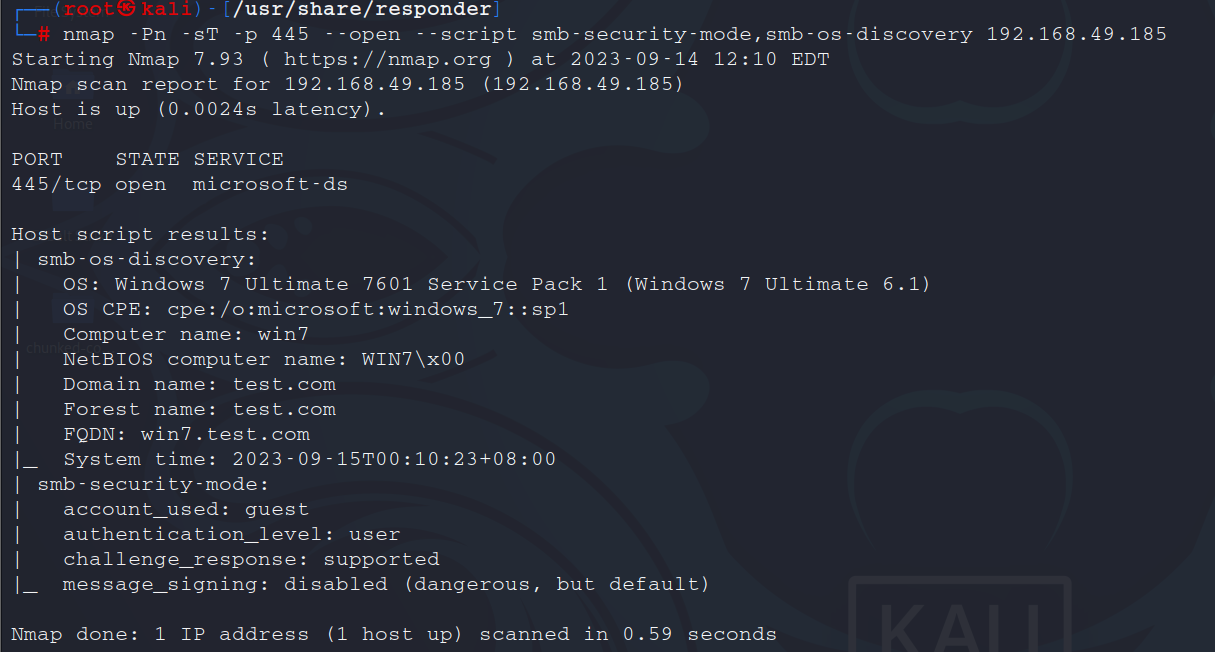 ┌──(root㉿kali)-[/usr/share/responder]
└─# nmap -Pn -sT -p 445 --open --script smb-security-mode,smb-os-discovery 192.168.49.185
Starting Nmap 7.93 ( https://nmap.org ) at 2023-09-14 12:10 EDT
Nmap scan report for 192.168.49.185 (192.168.49.185)
Host is up (0.0024s latency).
Home
PORT    STATE SERVICE
445/tcp open  microsoft-ds
Host script results:
| smb-os-discovery:
|   OS: Windows 7 Ultimate 7601 Service Pack 1 (Windows 7 Ultimate 6.1)
|   OS CPE: cpe:/o:microsoft:windows_7::sp1
|   Computer name: win7
|   NetBIOS computer name: WIN7\x00
|   Domain name: test.com
|   Forest name: test.com
|   FQDN: win7.test.com
|_  System time: 2023-09-15T00:10:23+08:00
| smb-security-mode:
|   account_used: guest
|   authentication_level: user
|   challenge_response: supported
|_  message_signing: disabled (dangerous, but default)
Nmap done: 1 IP address (1 host up) scanned in 0.59 seconds
KALI